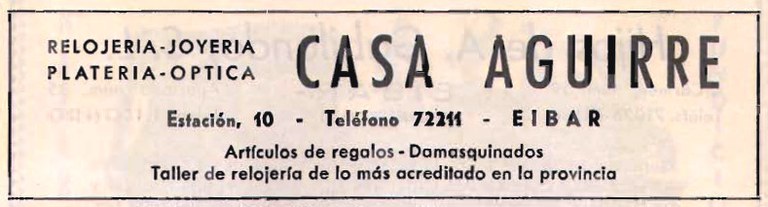 RELOJERIA-JOYERIA
PLATERIA-OPTICA
CASA AGUIRRE
Estación, 10 - Teléfono 72211 - EIBAR
Artículos de regalos - Damasquinados
Taller de relojería de lo más acreditado en la provincia